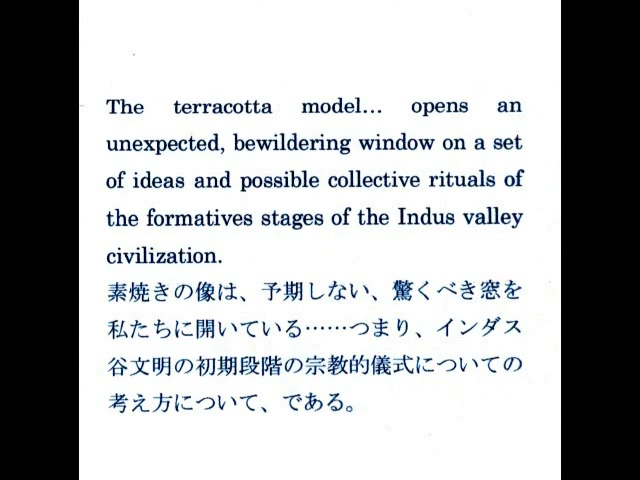 The terracotta model... opens an
unexpected, bewildering window on a set
of ideas and possible collective rituals of
the formatives stages of the Indus valley
civilization.
素焼きの像は、予期しない、驚くべき窓を
私たちに開いている……つまり、インダス
谷文明の初期段階の宗教的儀式についての
考え方について、である。